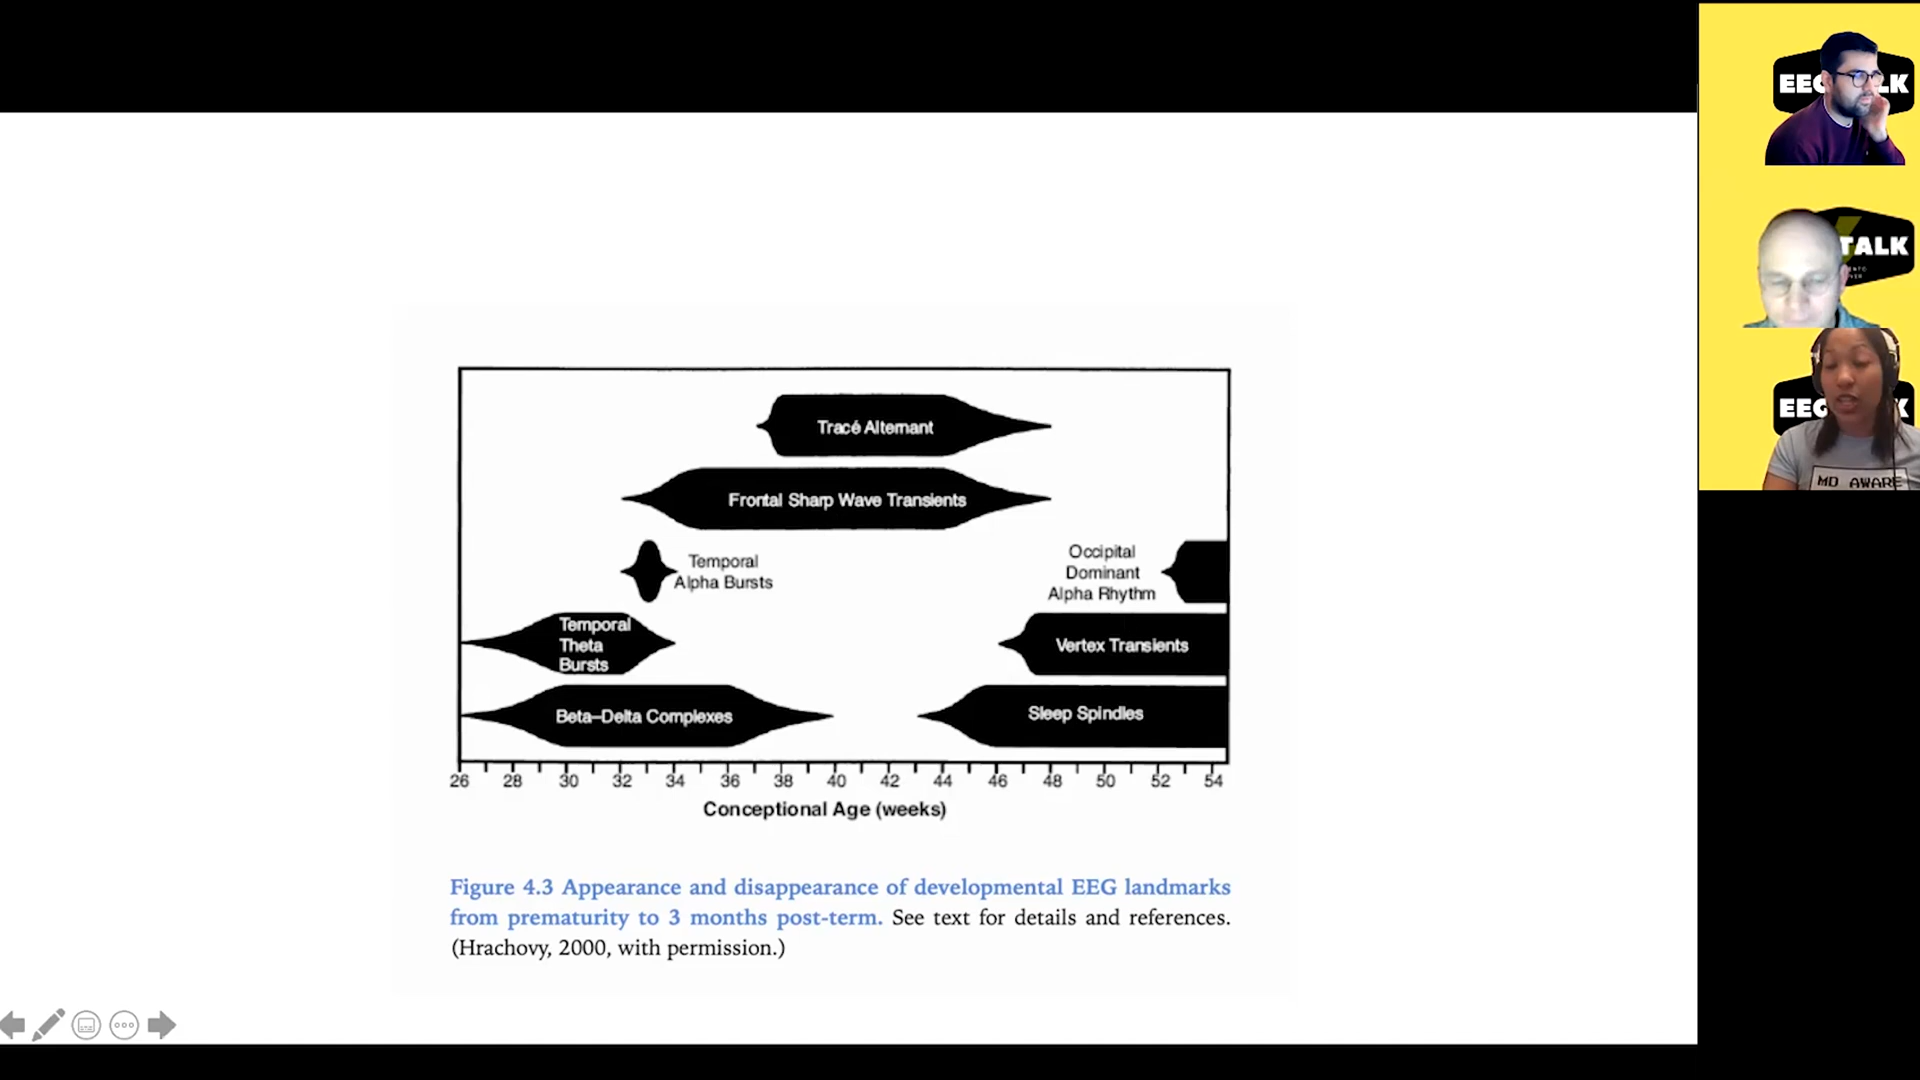 Tracé Alternant
Frontal Sharp Wave Transients
Temporal
Alpha Bursts
Occipital
Dominant
Alpha Rhythm
Temporal
Theta
Bursts
Vertex Transients
Beta–Delta Complexes
Sleep Spindles
26 28 30 32 34 36 38 40 42 44 46 48 50 52 54
Conceptional Age (weeks)
Figure 4.3 Appearance and disappearance of developmental EEG landmarks
from prematurity to 3 months post-term. See text for details and references.
(Hrachovy, 2000, with permission.)
EEG LK
TALK
EEG
MD AWARE